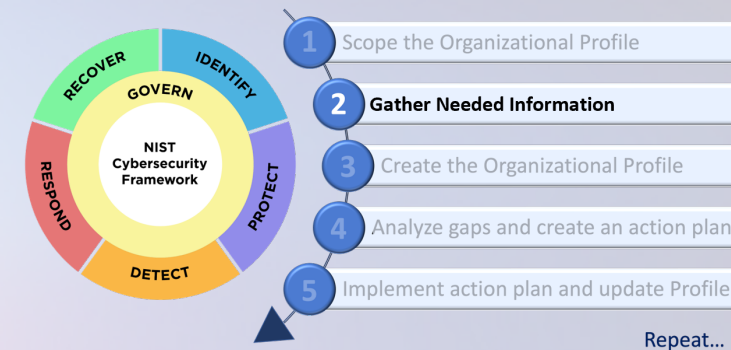 RECOVER
IDENTIFY
GOVERN
NIST
Cybersecurity
Framework
RESPOND
PROTECT
DETECT
1 Scope the Organizational Profile
2 Gather Needed Information
3 Create the Organizational Profile
4 Analyze gaps and create an action plan
5 Implement action plan and update Profile
Repeat...